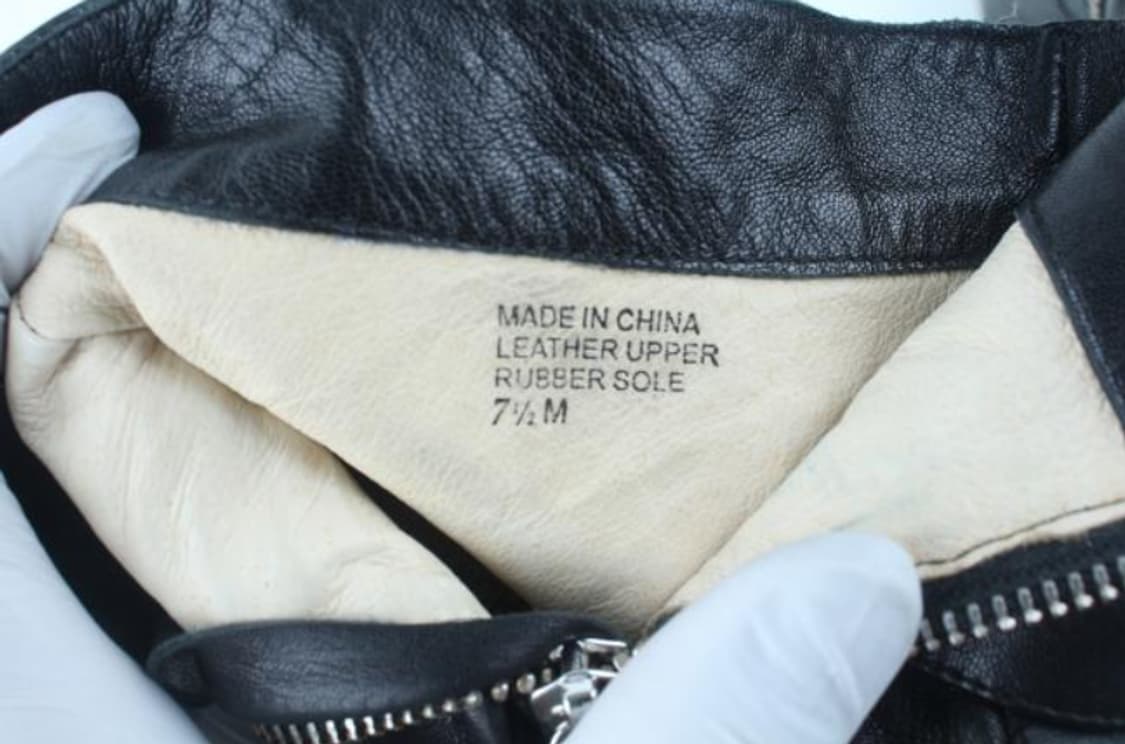 MADE IN CHINA
LEATHER UPPER
RUBBER SOLE
7½ M